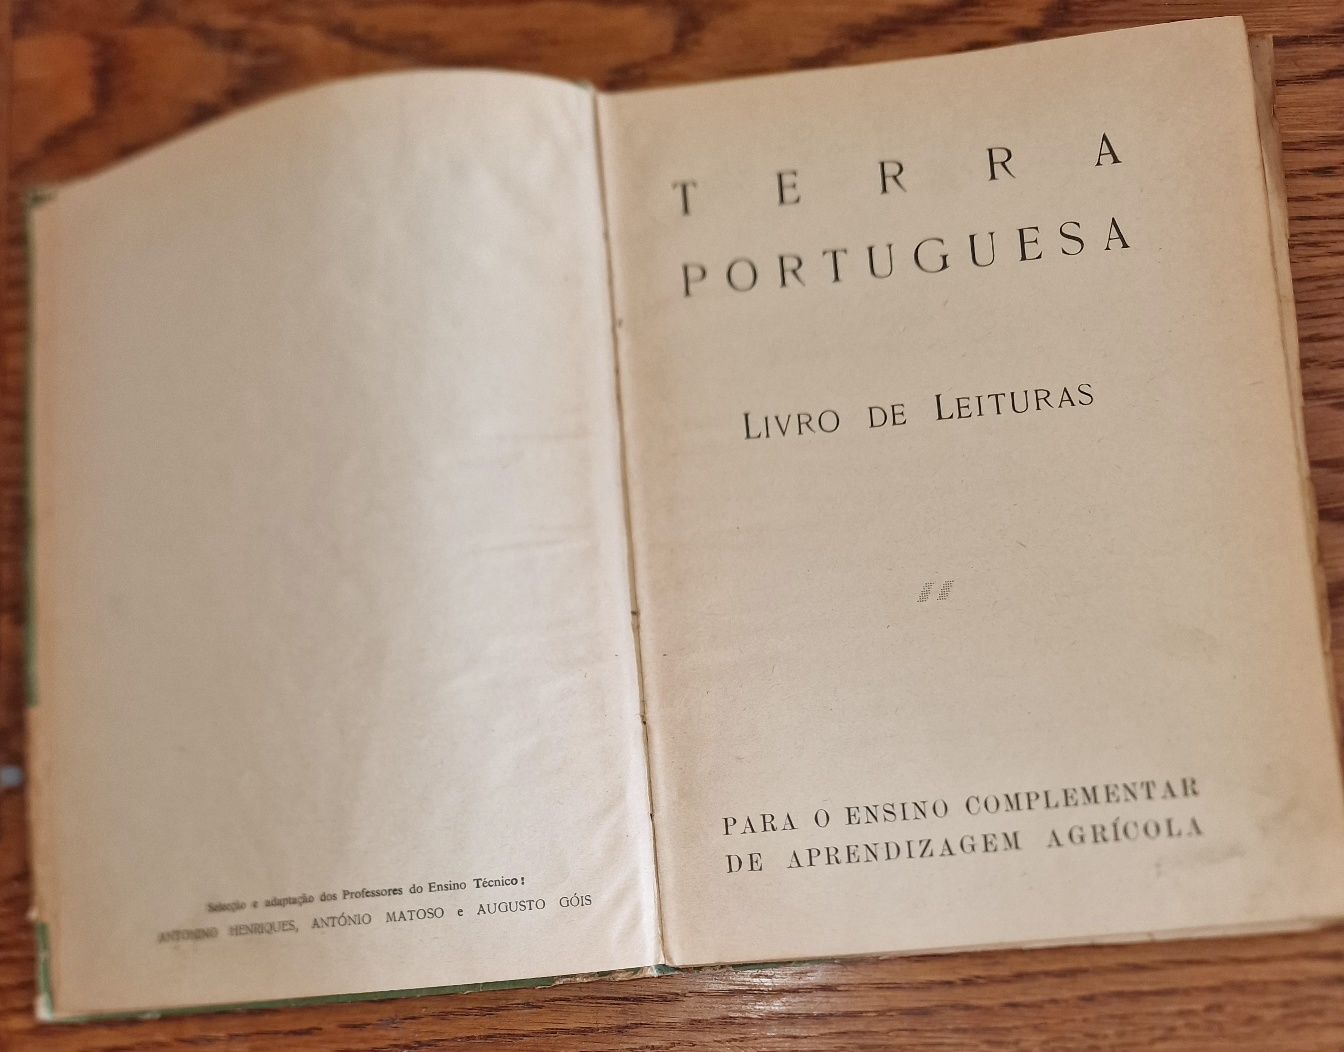 Selecção e adaptação dos Professores do Ensino Técnico:
ANTONINO HENRIQUES, ANTÓNIO MATOSO e AUGUSTO GÓIS
TERRA
PORTUGUESA
LIVRO DE LEITURAS
PARA O ENSINO COMPLEMENTAR
DE APRENDIZAGEM AGRÍCOLA